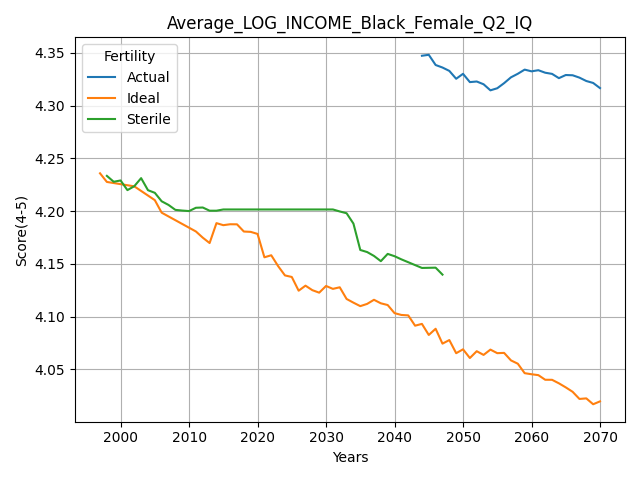 Average_LOG_INCOME_Black_Female_Q2_IQ
Fertility
Actual
Ideal
Sterile
Score(4-5)
4.35
4.30
4.25
4.20
4.15
4.10
4.05
2000 2010 2020 2030 2040 2050 2060 2070
Years